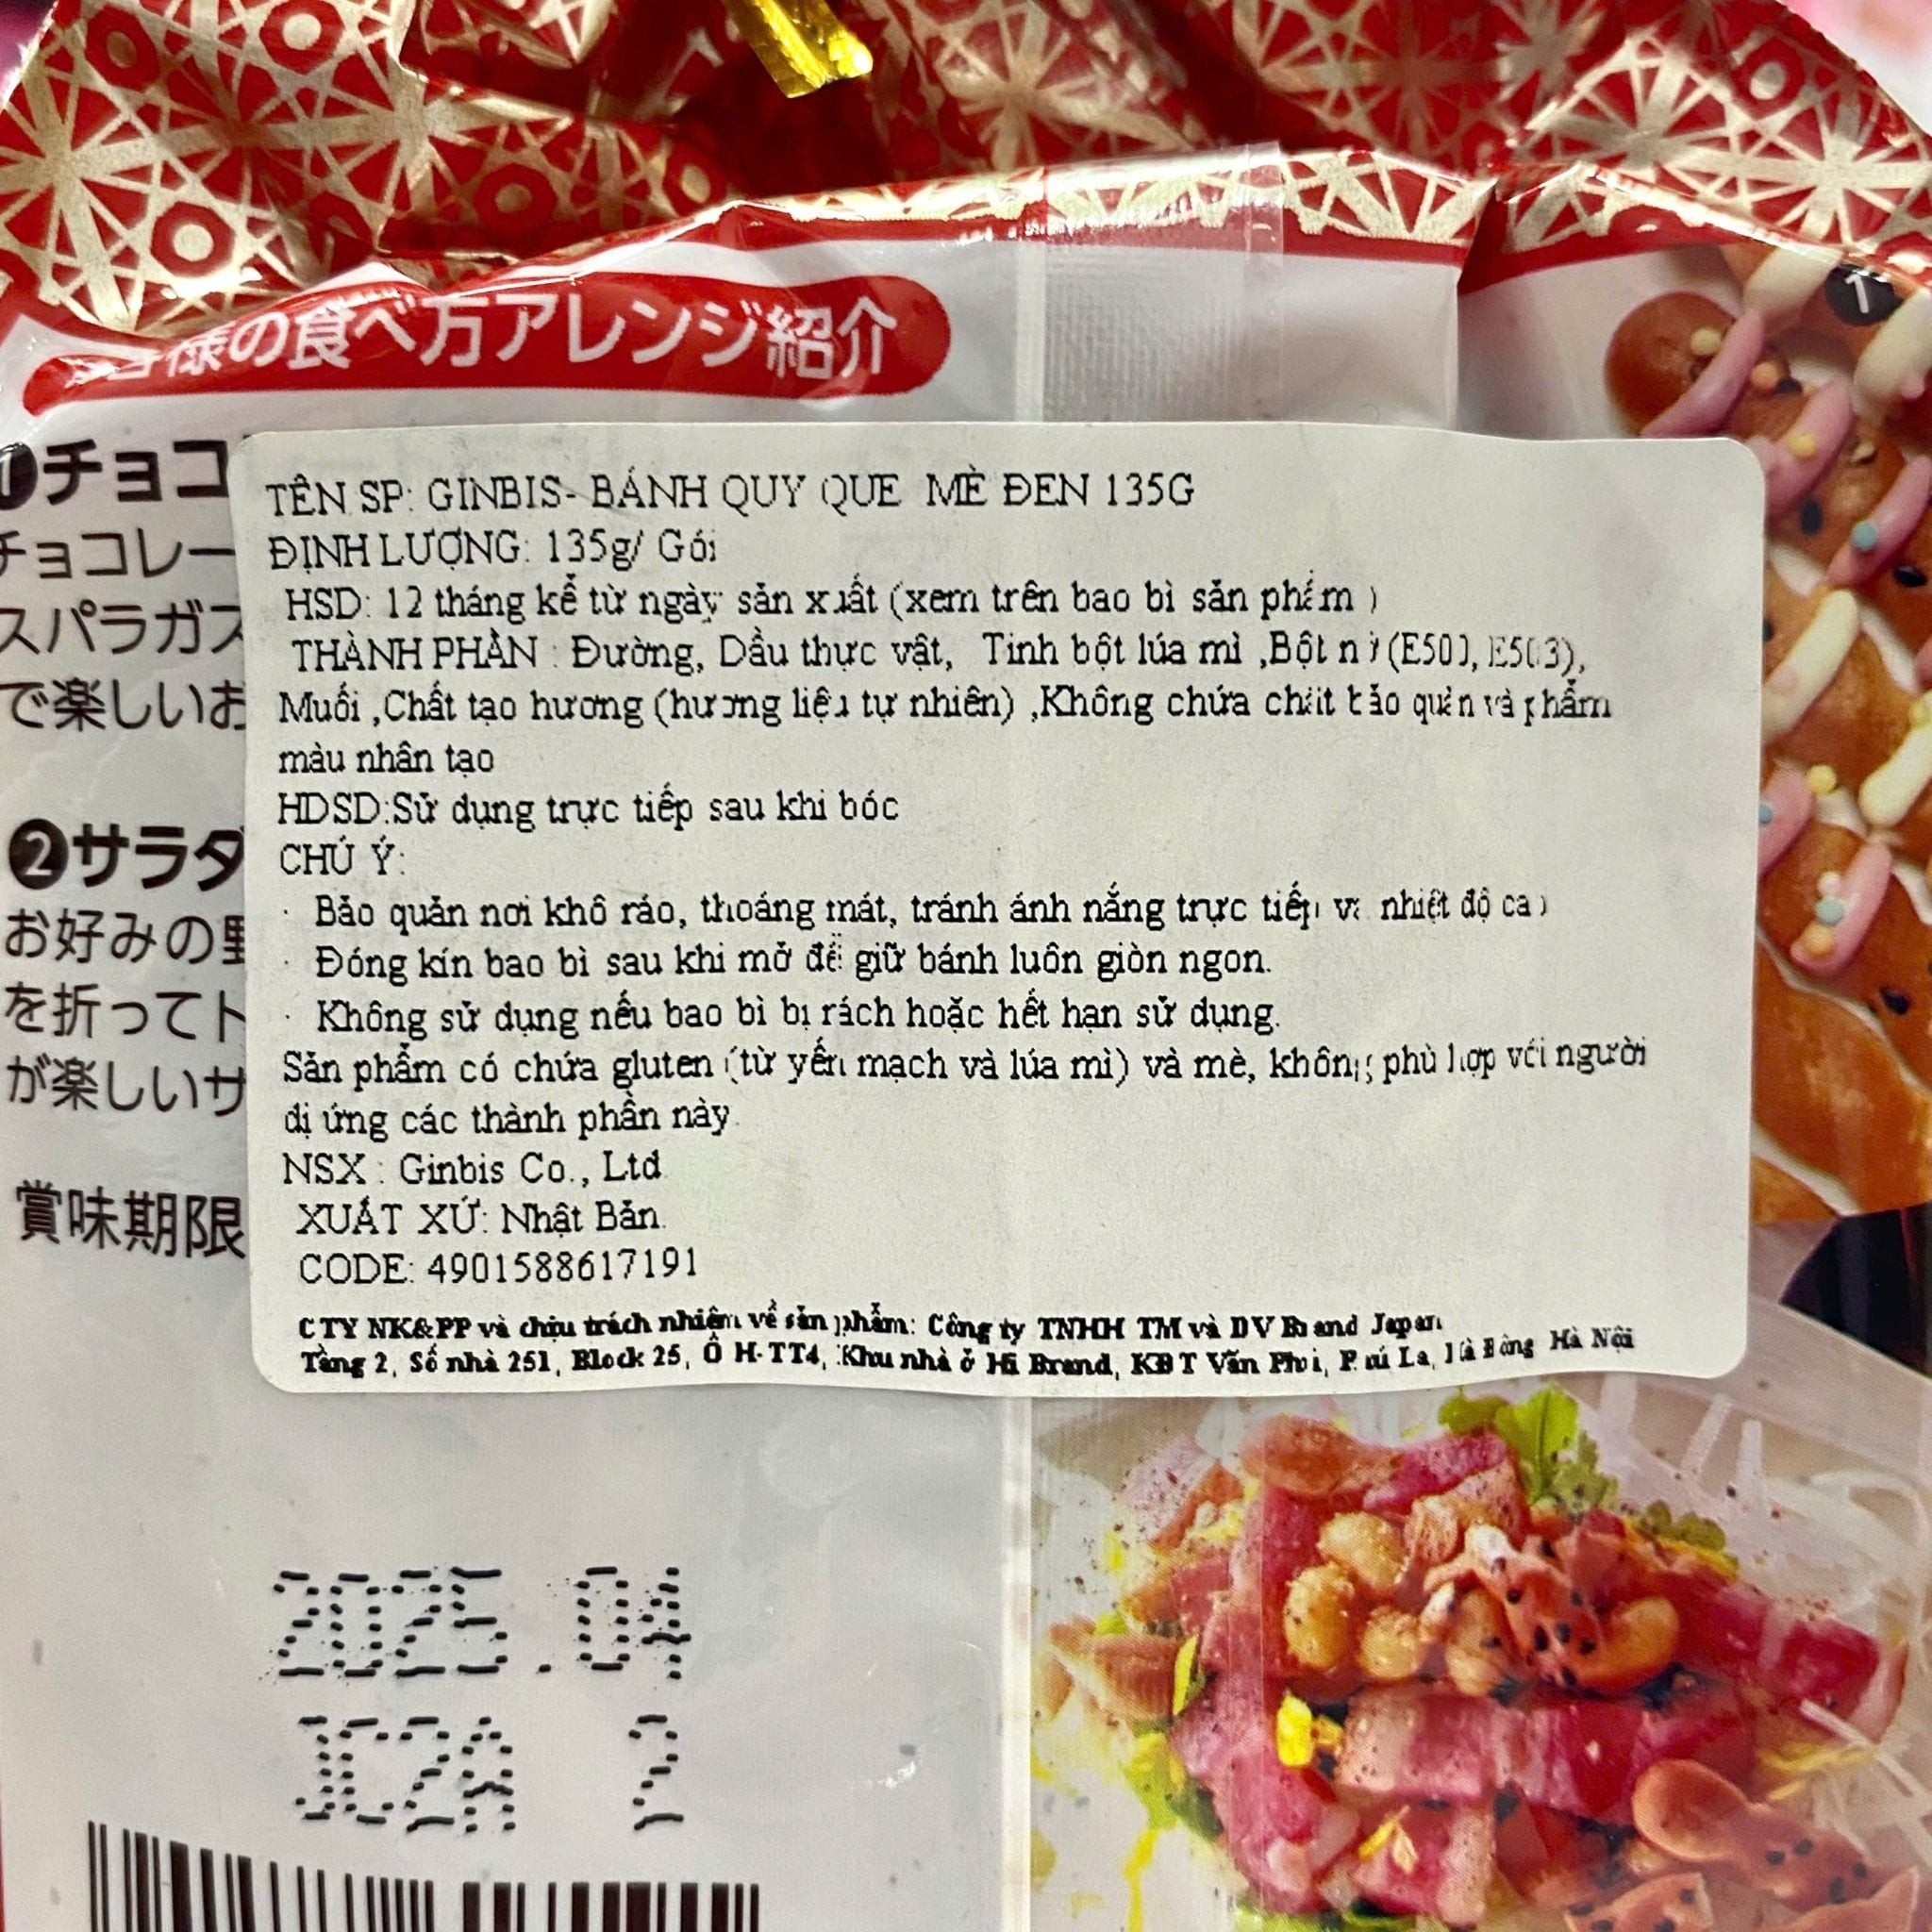 様の食べ方アレンジ紹介
1
❶チョコ
チョコレー
スパラガス
で楽しいお
❷サラダ
お好みの
を折ってト
が楽しいサ
賞味期限
TÊN SP: GINBIS- BÁNH QUY QUE MÈ ĐEN 135G
ĐỊNH LƯỢNG: 135g/ Gói
HSD: 12 tháng kể từ ngày sản xuất (xem trên bao bì sản phẩm )
THÀNH PHẦN : Đường, Dầu thực vật, Tinh bột lúa mì ,Bột nở (E500, E503),
Muối ,Chất tạo hương (hương liệu tự nhiên) ,Không chứa chất bảo quản và phẩm
màu nhân tạo
HDSD:Sử dụng trực tiếp sau khi bóc
CHÚ Ý:
· Bảo quản nơi khô ráo, thoáng mát, tránh ánh nắng trực tiếp và nhiệt độ cao
· Đóng kín bao bì sau khi mở để giữ bánh luôn giòn ngon.
· Không sử dụng nếu bao bì bị rách hoặc hết hạn sử dụng.
Sản phẩm có chứa gluten (từ yến mạch và lúa mì) và mè, không phù hợp với người
dị ứng các thành phần này
NSX : Ginbis Co., Ltd
XUẤT XỨ: Nhật Bản.
CODE: 4901588617191
CTY NK&PP và chịu trách nhiệm về sản phẩm: Công ty TNHH TM và DV Brand Japan
Tầng 2, Số nhà 251, Block 25, Ô H-TT4, Khu nhà ở Hi Brand, KĐT Văn Phú, Phú La, Hà Đông Hà Nội
2025.04
JC2A 2